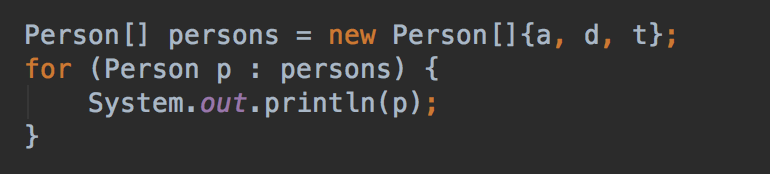 Person[] persons = new Person[]{a, d, t};
for (Person p : persons) {
    System.out.println(p);
}